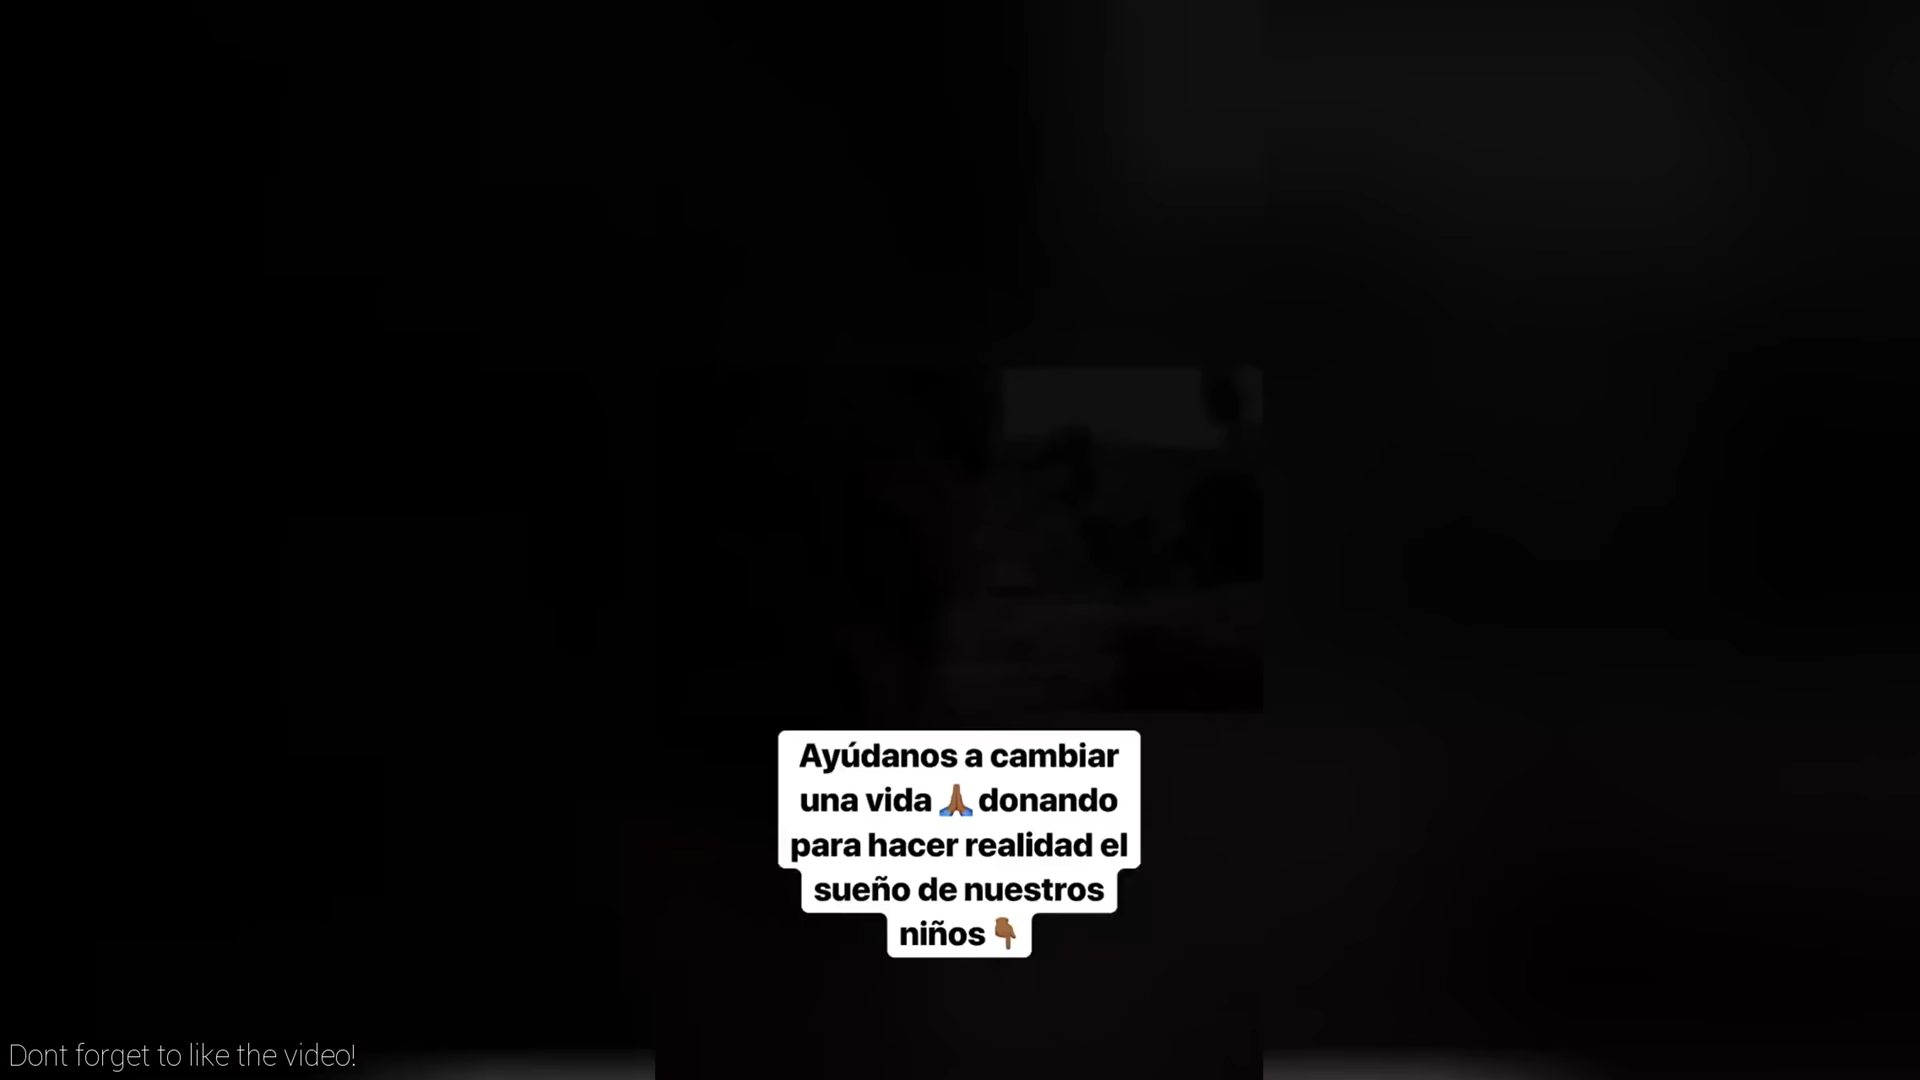 Ayúdanos a cambiar
una vida 🙏🏾 donando
para hacer realidad el
sueño de nuestros
niños 👇🏾
Dont forget to like the video!